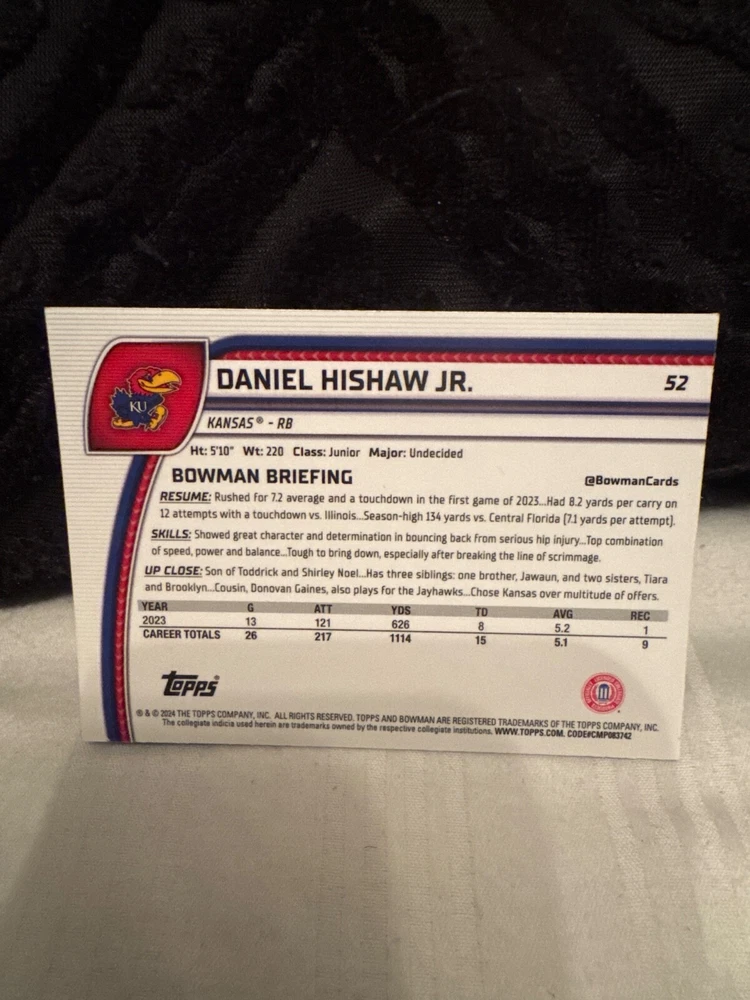 DANIEL HISHAW JR. 52
KU
KANSAS® - RB
Ht: 5'10" Wt: 220 Class: Junior Major: Undecided
BOWMAN BRIEFING @BowmanCards
RESUME: Rushed for 7.2 average and a touchdown in the first game of 2023...Had 8.2 yards per carry on
12 attempts with a touchdown vs. Illinois...Season-high 134 yards vs. Central Florida (7.1 yards per attempt).
SKILLS: Showed great character and determination in bouncing back from serious hip injury...Top combination
of speed, power and balance...Tough to bring down, especially after breaking the line of scrimmage.
UP CLOSE: Son of Toddrick and Shirley Noel...Has three siblings: one brother, Jawaun, and two sisters, Tiara
and Brooklyn...Cousin, Donovan Gaines, also plays for the Jayhawks...Chose Kansas over multitude of offers.
YEAR G ATT YDS TD AVG REC
2023 13 121 626 8 5.2 1
CAREER TOTALS 26 217 1114 15 5.1 9
Topps®
® & © 2024 THE TOPPS COMPANY, INC. ALL RIGHTS RESERVED. TOPPS AND BOWMAN ARE REGISTERED TRADEMARKS OF THE TOPPS COMPANY, INC.
The collegiate indicia used herein are trademarks owned by the respective collegiate institutions. WWW.TOPPS.COM. CODE#CMP083742